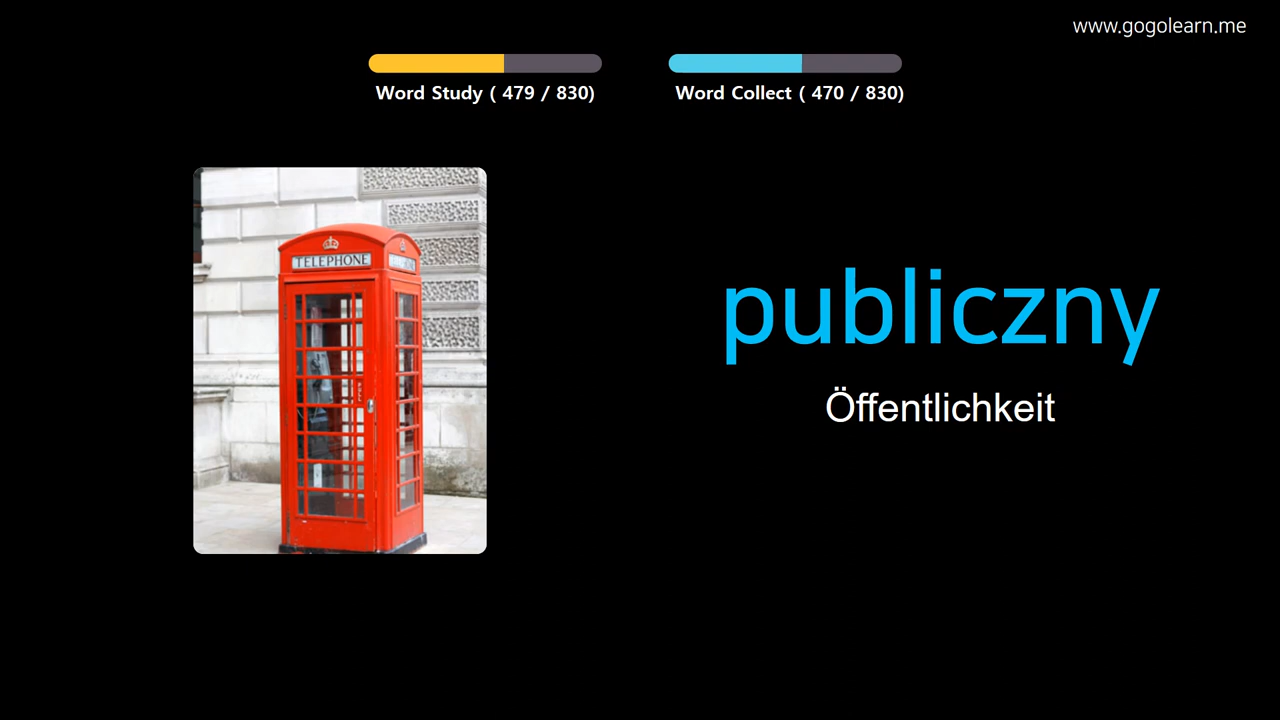 www.gogolearn.me
Word Study ( 479 / 830)
Word Collect ( 470 / 830)
TELEPHONE
publiczny
Öffentlichkeit